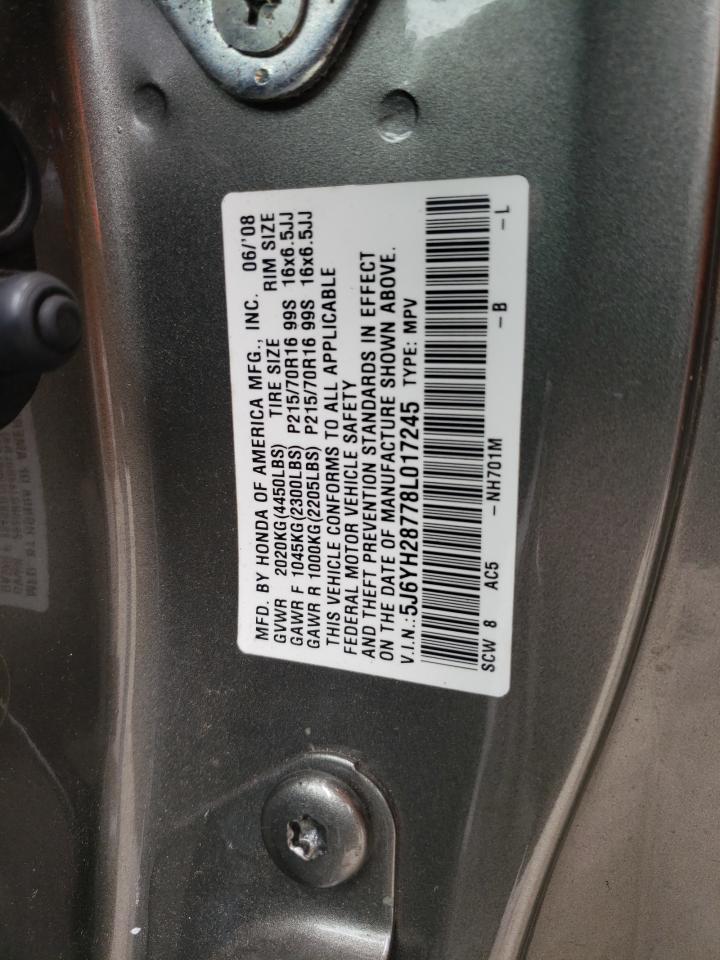 MFD. BY HONDA OF AMERICA MFG., INC. 06/'08
GVWR 2020KG(4450LBS) TIRE SIZE RIM SIZE
GAWR F 1045KG(2300LBS) P215/70R16 99S 16x6.5JJ
GAWR R 1000KG(2205LBS) P215/70R16 99S 16x6.5JJ
THIS VEHICLE CONFORMS TO ALL APPLICABLE
FEDERAL MOTOR VEHICLE SAFETY
AND THEFT PREVENTION STANDARDS IN EFFECT
ON THE DATE OF MANUFACTURE SHOWN ABOVE.
V.I.N.:5J6YH28778L017245 TYPE: MPV
SCW 8 AC5 -NH701M -B -L